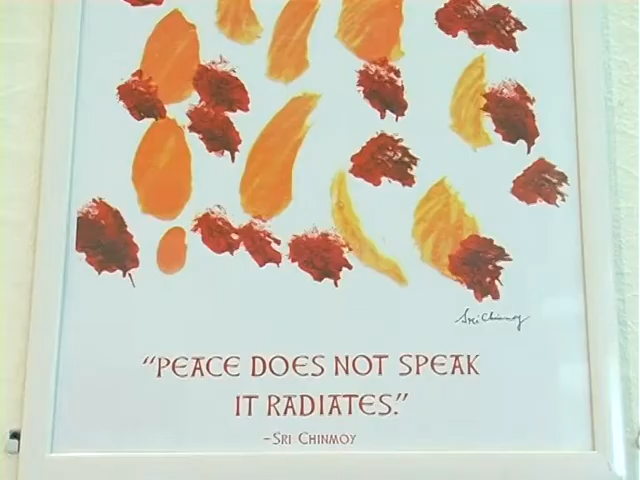 Sri Chinmoy
“PEACE DOES NOT SPEAK
IT RADIATES.”
–SRI CHINMOY